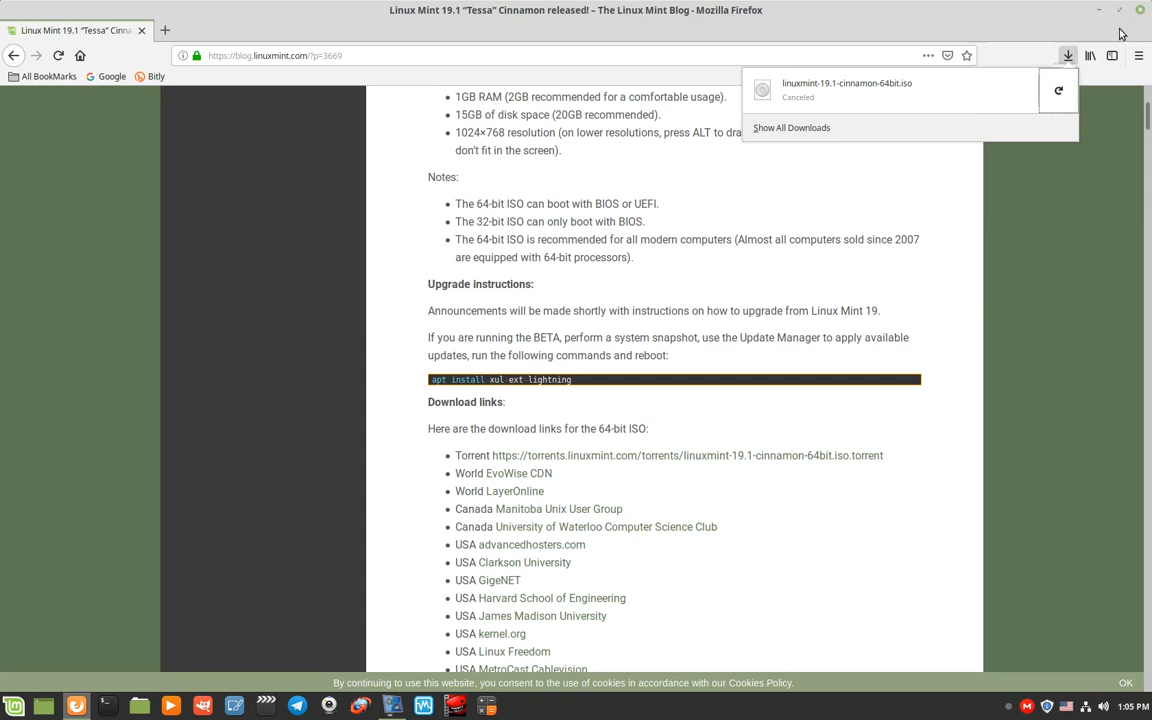 Linux Mint 19.1 “Tessa” Cinnamon released! – The Linux Mint Blog - Mozilla Firefox
Linux Mint 19.1 “Tessa” Cinna
https://blog.linuxmint.com/?p=3669
All BookMarks
Google
Bitly
linuxmint-19.1-cinnamon-64bit.iso
Canceled
Show All Downloads
1GB RAM (2GB recommended for a comfortable usage).
15GB of disk space (20GB recommended).
1024×768 resolution (on lower resolutions, press ALT to dra
don’t fit in the screen).
Notes:
The 64-bit ISO can boot with BIOS or UEFI.
The 32-bit ISO can only boot with BIOS.
The 64-bit ISO is recommended for all modern computers (Almost all computers sold since 2007
are equipped with 64-bit processors).
Upgrade instructions:
Announcements will be made shortly with instructions on how to upgrade from Linux Mint 19.
If you are running the BETA, perform a system snapshot, use the Update Manager to apply available
updates, run the following commands and reboot:
apt install xul-ext-lightning
Download links:
Here are the download links for the 64-bit ISO:
Torrent https://torrents.linuxmint.com/torrents/linuxmint-19.1-cinnamon-64bit.iso.torrent
World EvoWise CDN
World LayerOnline
Canada Manitoba Unix User Group
Canada University of Waterloo Computer Science Club
USA advancedhosters.com
USA Clarkson University
USA GigeNET
USA Harvard School of Engineering
USA James Madison University
USA kernel.org
USA Linux Freedom
USA MetroCast Cablevision
By continuing to use this website, you consent to the use of cookies in accordance with our Cookies Policy.
OK
1:05 PM